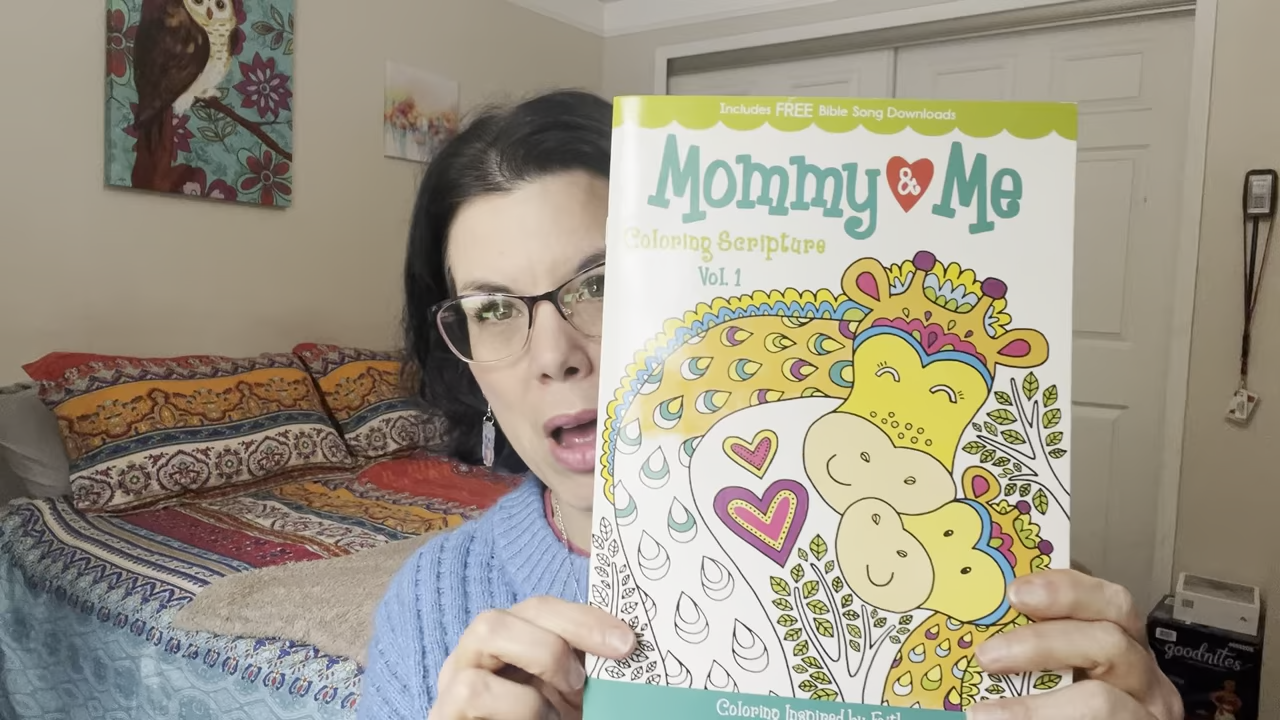 Includes FREE Bible Song Downloads
Mommy & Me
Coloring Scripture
Vol. 1
Coloring Inspired by
goodnites